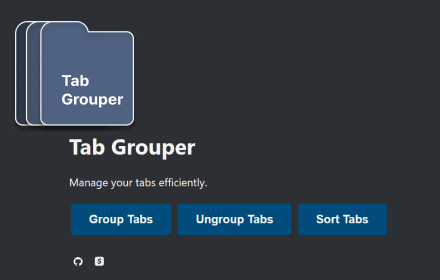 Tab
Grouper
Tab Grouper
Manage your tabs efficiently.
Group Tabs
Ungroup Tabs
Sort Tabs
S